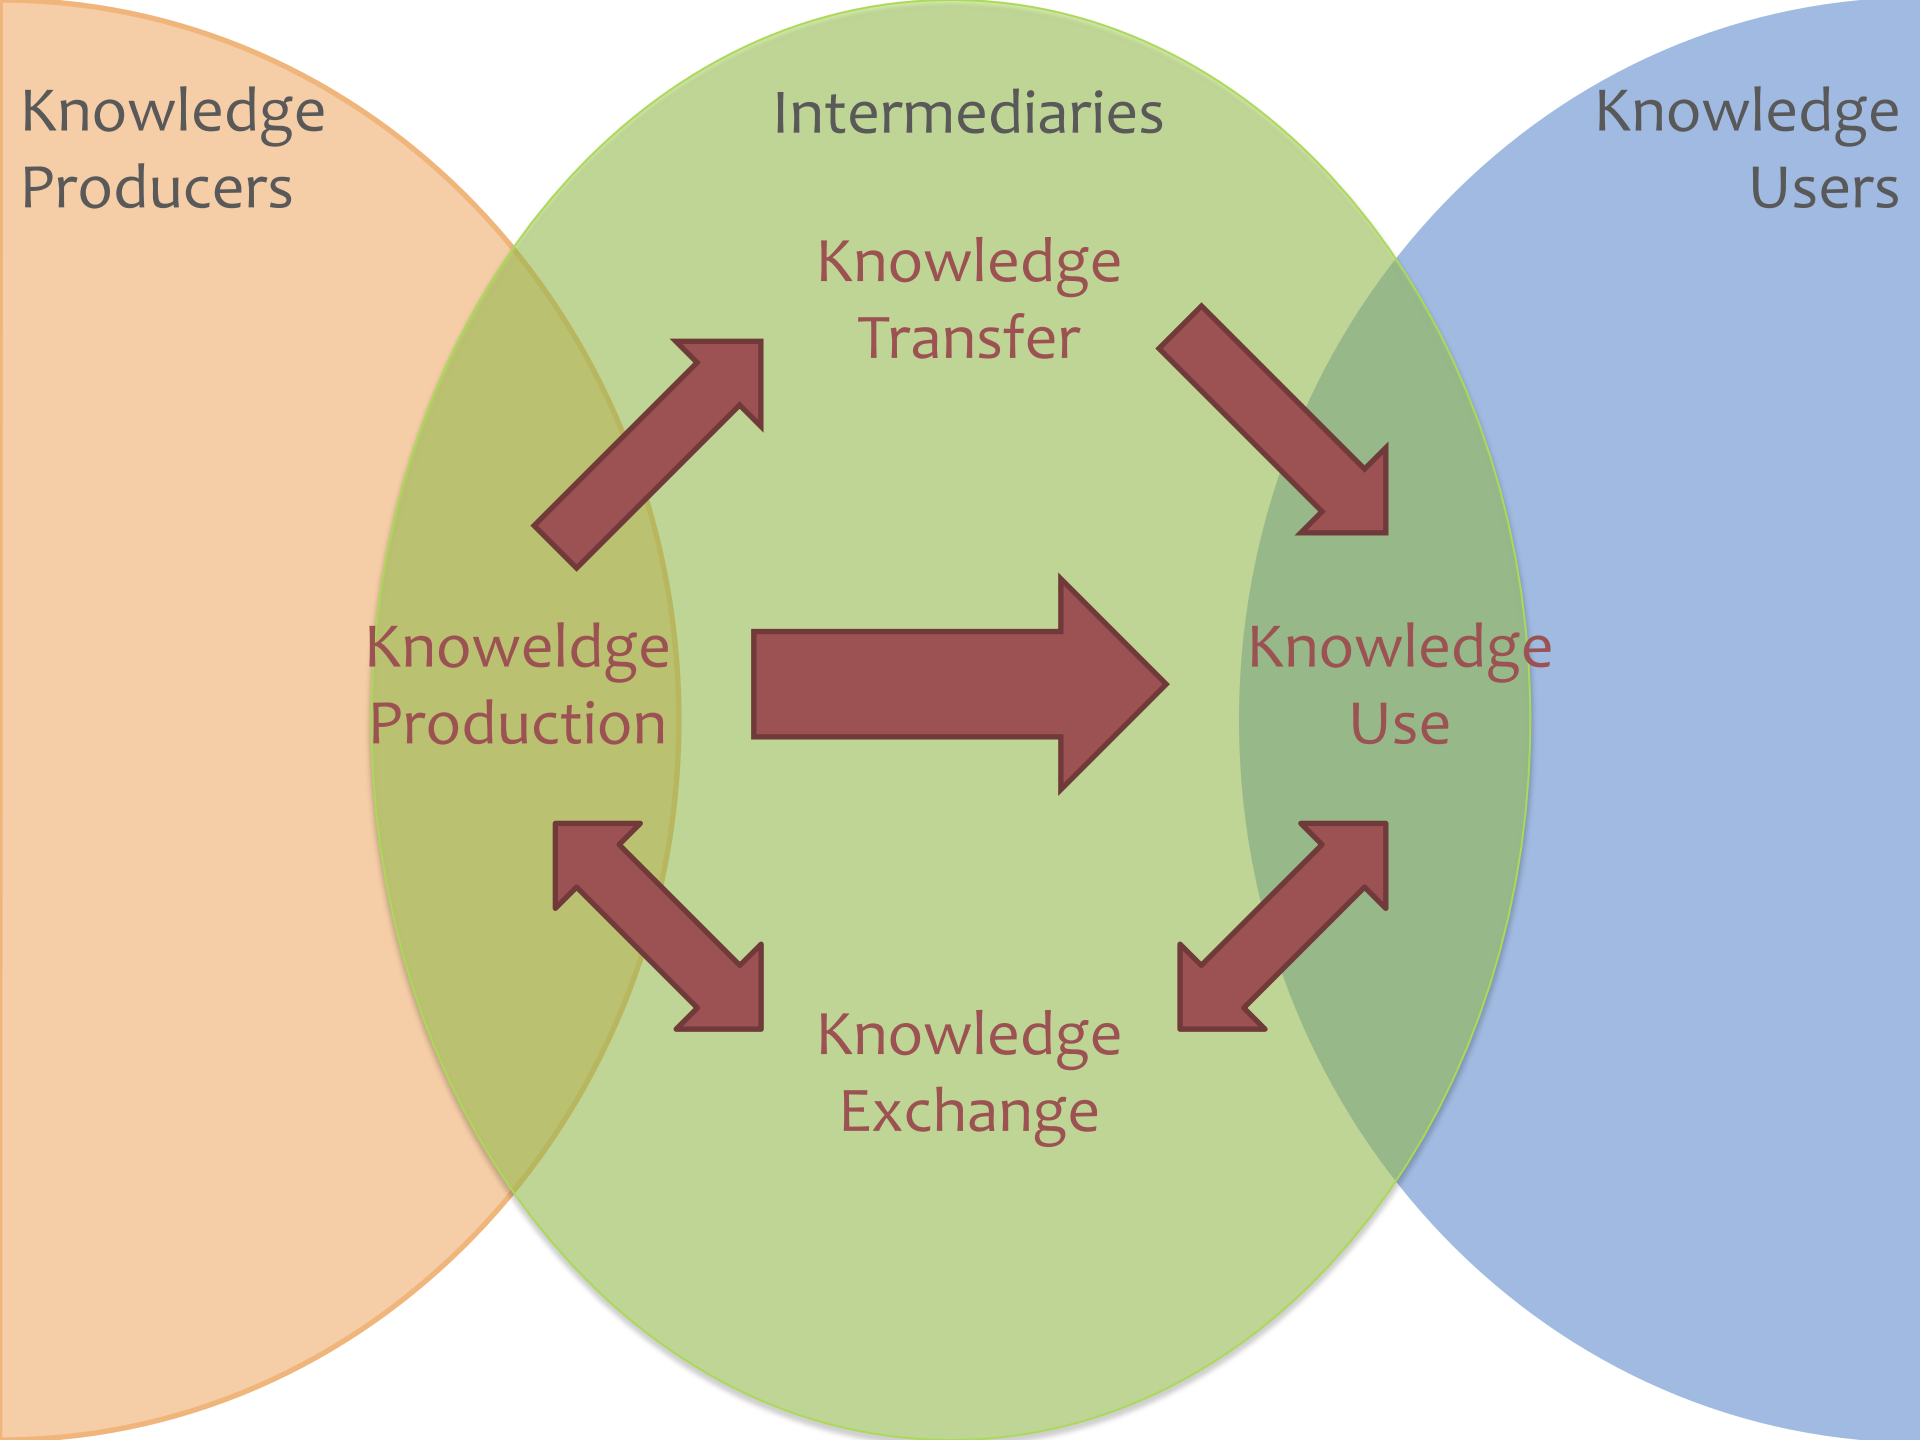 Knowledge
Producers
Intermediaries
Knowledge
Users
Knowledge
Transfer
Knoweldge
Production
Knowledge
Use
Knowledge
Exchange